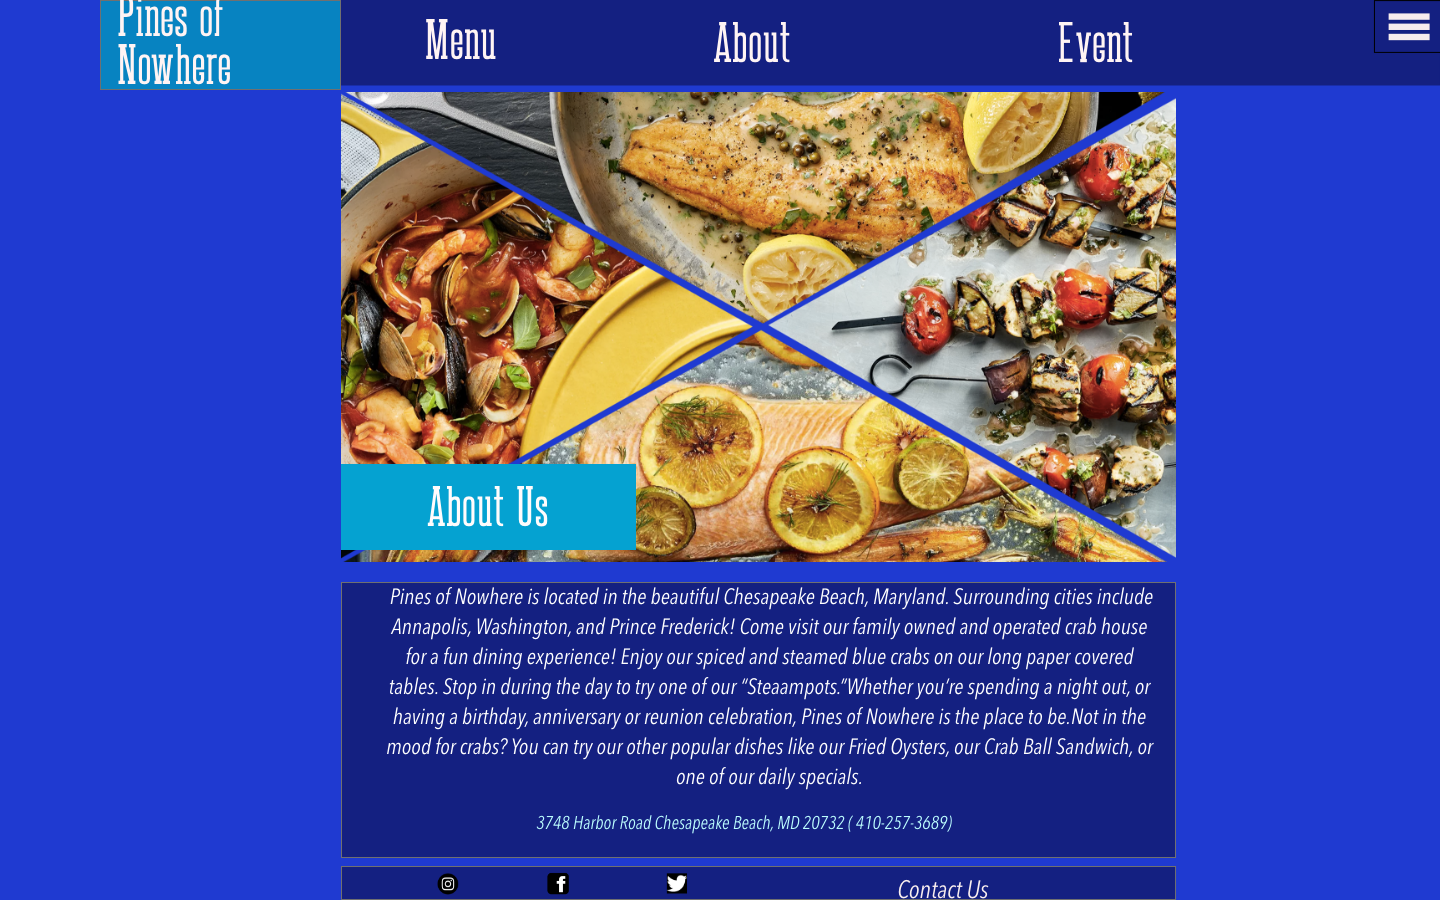 Pines of
Nowhere
Menu
About
Event
About Us
Pines of Nowhere is located in the beautiful Chesapeake Beach, Maryland. Surrounding cities include
Annapolis, Washington, and Prince Frederick! Come visit our family owned and operated crab house
for a fun dining experience! Enjoy our spiced and steamed blue crabs on our long paper covered
tables. Stop in during the day to try one of our “Steaampots.”Whether you’re spending a night out, or
having a birthday, anniversary or reunion celebration, Pines of Nowhere is the place to be.Not in the
mood for crabs? You can try our other popular dishes like our Fried Oysters, our Crab Ball Sandwich, or
one of our daily specials.
3748 Harbor Road Chesapeake Beach, MD 20732 ( 410-257-3689)
Contact Us